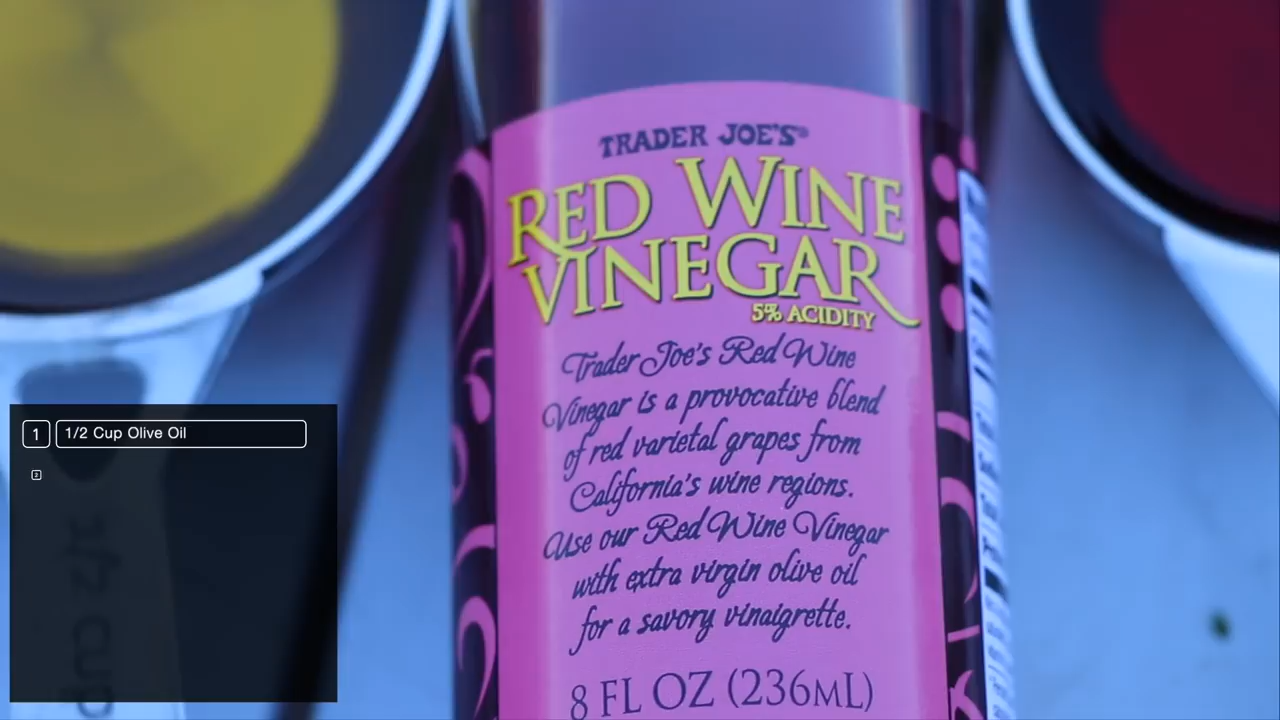 TRADER JOE'S®
RED WINE
VINEGAR
5% ACIDITY
Trader Joe's Red Wine
Vinegar is a provocative blend
of red varietal grapes from
California's wine regions.
Use our Red Wine Vinegar
with extra virgin olive oil
for a savory vinaigrette.
8 FL OZ (236ML)
1 1/2 Cup Olive Oil
2